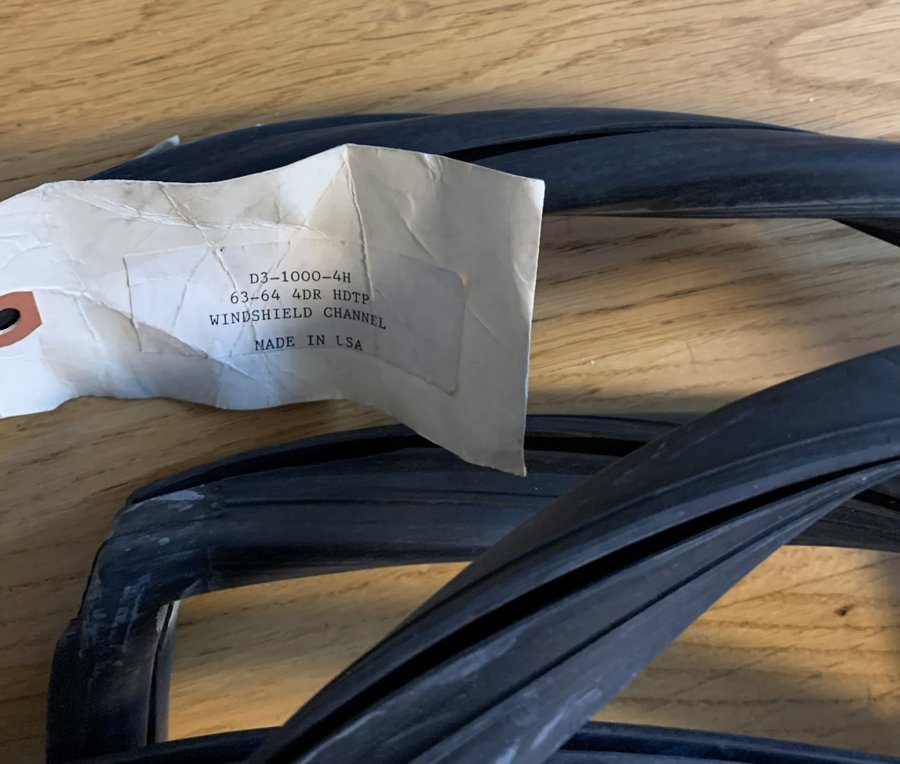 D3-1000-4H
63-64 4DR HDTP
WINDSHIELD CHANNEL
MADE IN USA